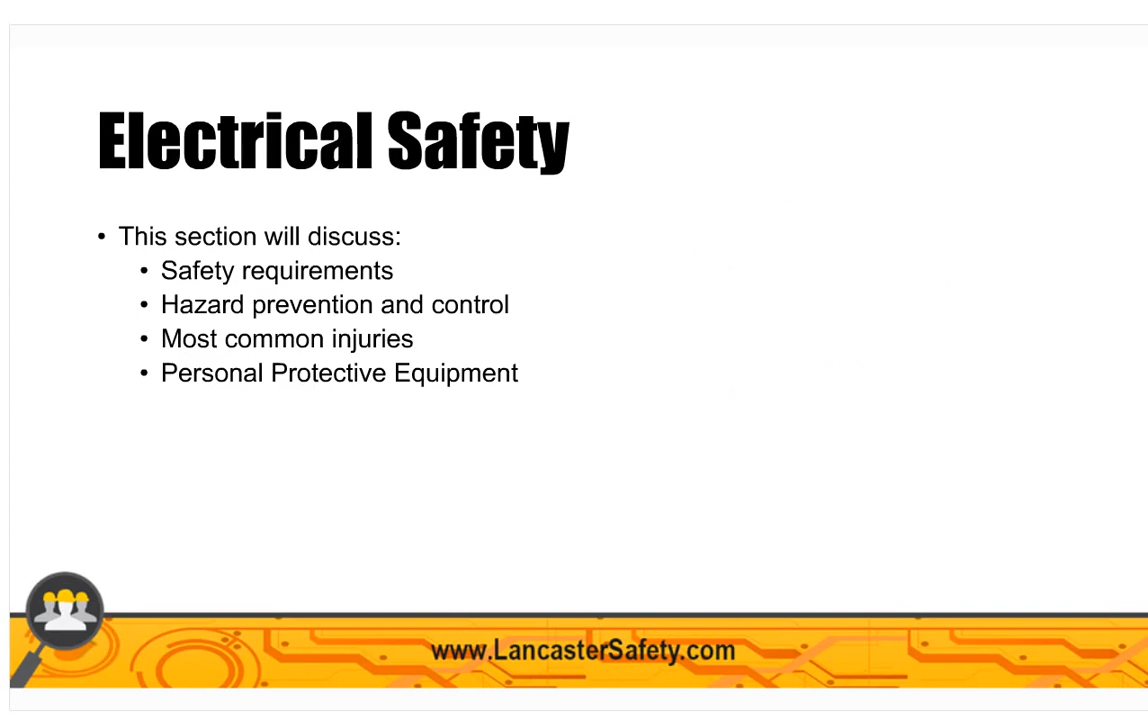 Electrical Safety
• This section will discuss:
• Safety requirements
• Hazard prevention and control
• Most common injuries
• Personal Protective Equipment
www.LancasterSafety.com